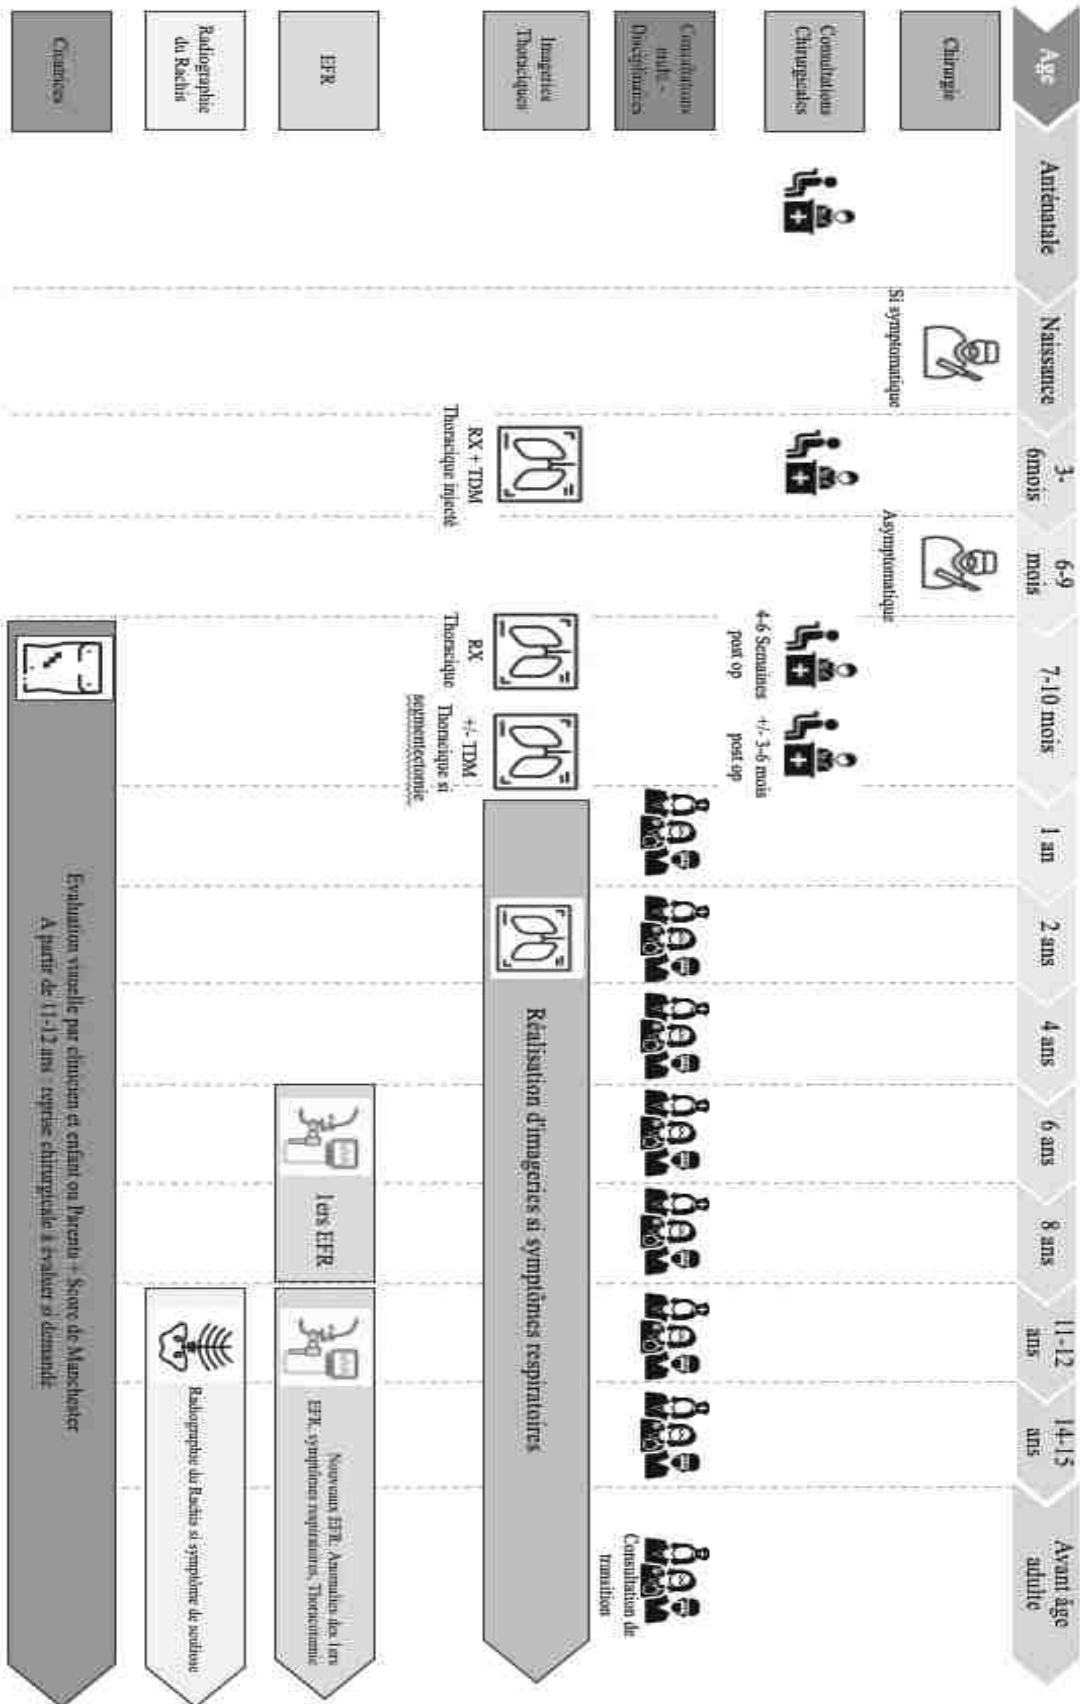 Age
Anténatale
Naissance
3-
6mois
6-9
mois
7-10 mois
1 an
2 ans
4 ans
6 ans
8 ans
11-12
ans
14-15
ans
Avant âge
adulte
Chirurgie
Si symptomatique
Asymptomatique
Consultations
Chirurgicales
4-6 Semaines
post op
+/- 3-6 mois
post op
Consultations
multi -
Disciplinaires
Consultation de
transition
Imageries
Thoraciques
RX + TDM
Thoracique injecté
RX
Thoracique
+/- TDM
Thoracique si
segmentectomie
Réalisation d'imageries si symptômes respiratoires
EFR
1ers EFR
Nouveaux EFR: Anomalies des 1ers
EFR, symptômes respiratoires, Thoracotomie
Radiographie
du Rachis
Radiographie du Rachis si symptôme de scoliose
Cicatrices
Evaluation visuelle par clinicien et enfant ou Parents + Score de Manchester
A partir de 11-12 ans : reprise chirurgicale à évaluer si demande